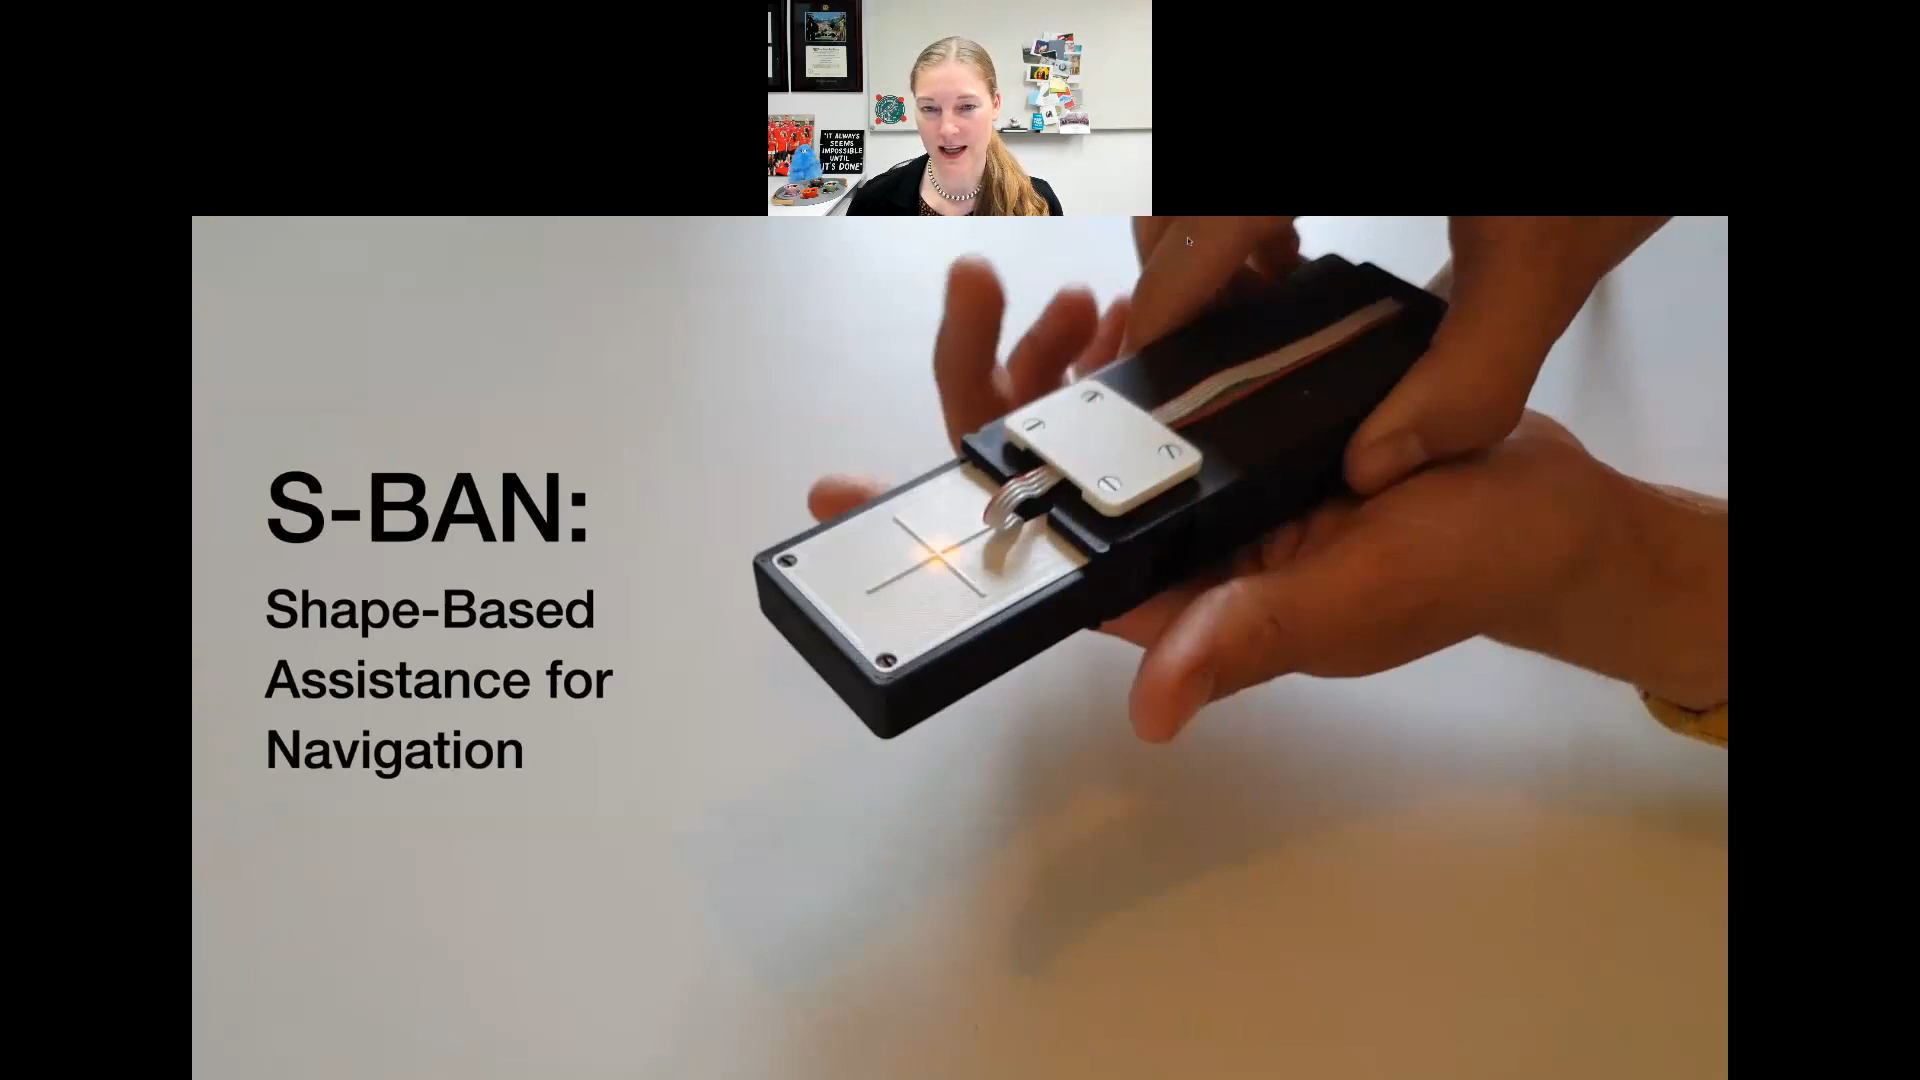 "IT ALWAYS
SEEMS
IMPOSSIBLE
UNTIL
IT'S DONE"
S-BAN:
Shape-Based
Assistance for
Navigation